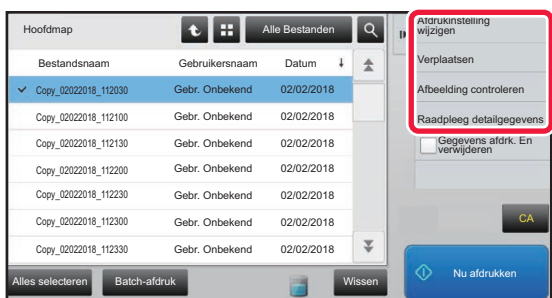 Hoofdmap
Alle Bestanden
Bestandsnaam Gebruikersnaam Datum
Copy_02022018_112030 Gebr. Onbekend 02/02/2018
Copy_02022018_112100 Gebr. Onbekend 02/02/2018
Copy_02022018_112130 Gebr. Onbekend 02/02/2018
Copy_02022018_112200 Gebr. Onbekend 02/02/2018
Copy_02022018_112230 Gebr. Onbekend 02/02/2018
Copy_02022018_112300 Gebr. Onbekend 02/02/2018
Copy_02022018_112330 Gebr. Onbekend 02/02/2018
Alles selecteren Batch-afdruk Wissen
Afdrukinstelling
wijzigen
Verplaatsen
Afbeelding controleren
Raadpleeg detailgegevens
Gegevens afdrk. En
verwijderen
CA
Nu afdrukken